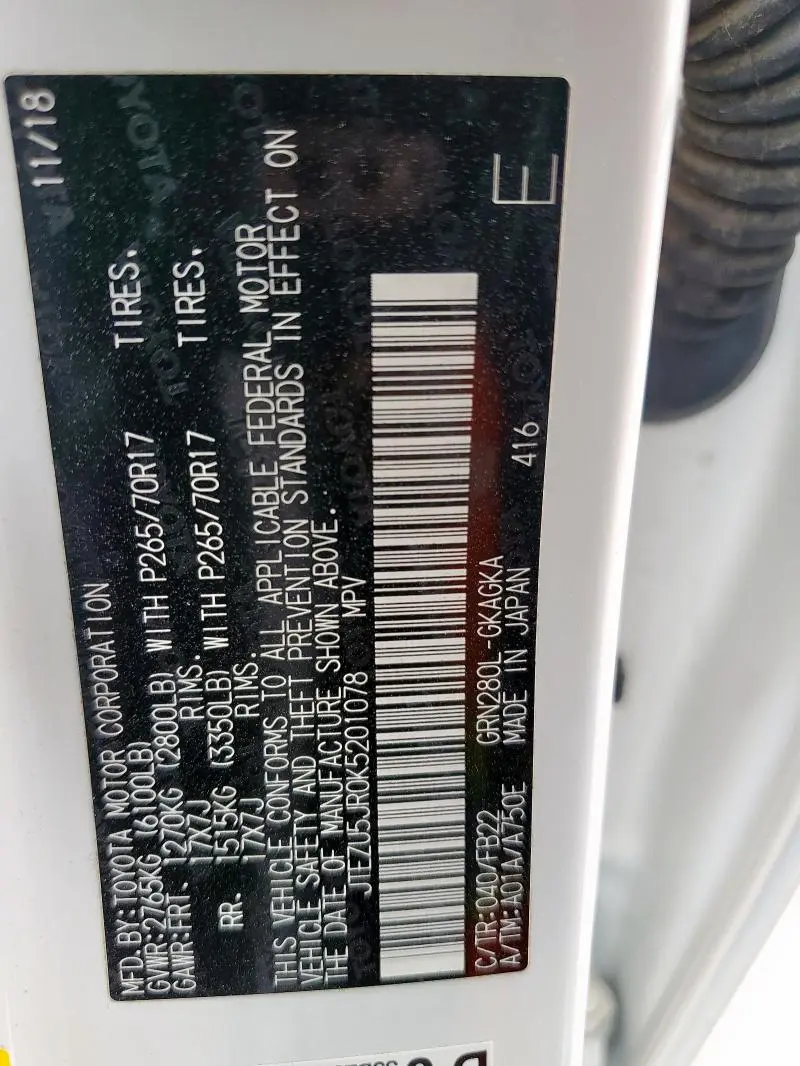 MFD.BY:TOYOTA MOTOR CORPORATION 11/18
GVWR:2765KG (6100LB)
GAWR:FRT. 1270KG (2800LB) WITH P265/70R17 TIRES.
17X7J RIMS.
RR. 1515KG (3350LB) WITH P265/70R17 TIRES.
17X7J RIMS.
THIS VEHICLE CONFORMS TO ALL APPLICABLE FEDERAL MOTOR
VEHICLE SAFETY AND THEFT PREVENTION STANDARDS IN EFFECT ON
THE DATE OF MANUFACTURE SHOWN ABOVE.
JTEZU5JR0K5201078 MPV
C/TR:040/FB22 GRN280L-GKAGKA
A/TM:A01A/A750E MADE IN JAPAN 416 E